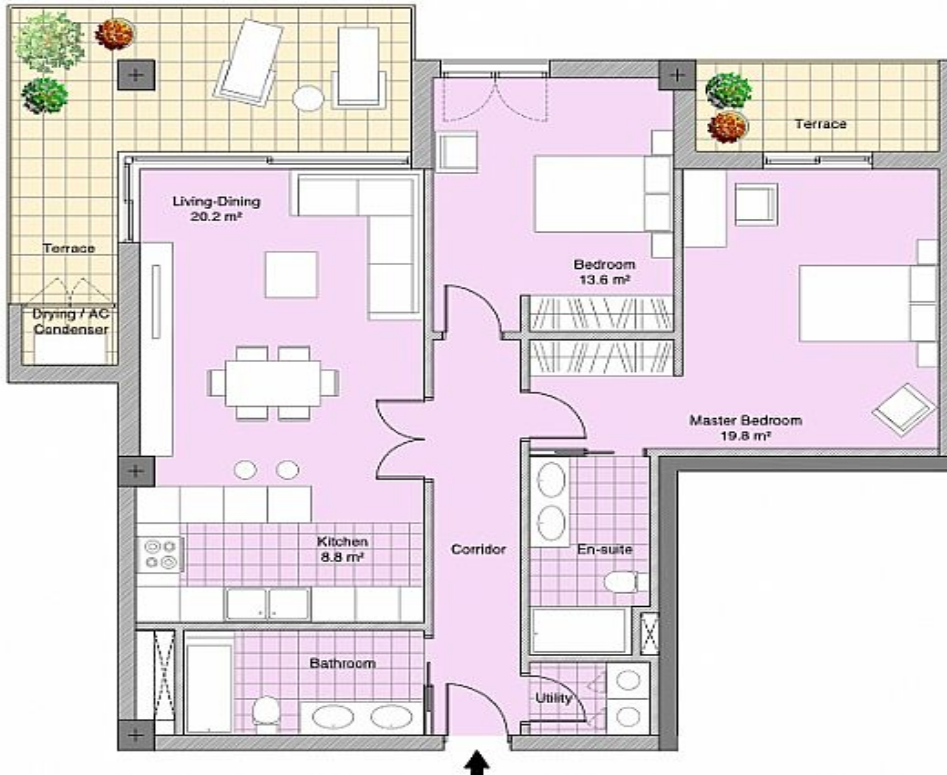 Terrace
Living-Dining
20.2 m²
Terrace
Bedroom
13.6 m²
Drying / AC
Condenser
Master Bedroom
19.8 m²
Kitchen
8.8 m²
Corridor
En-suite
Bathroom
Utility